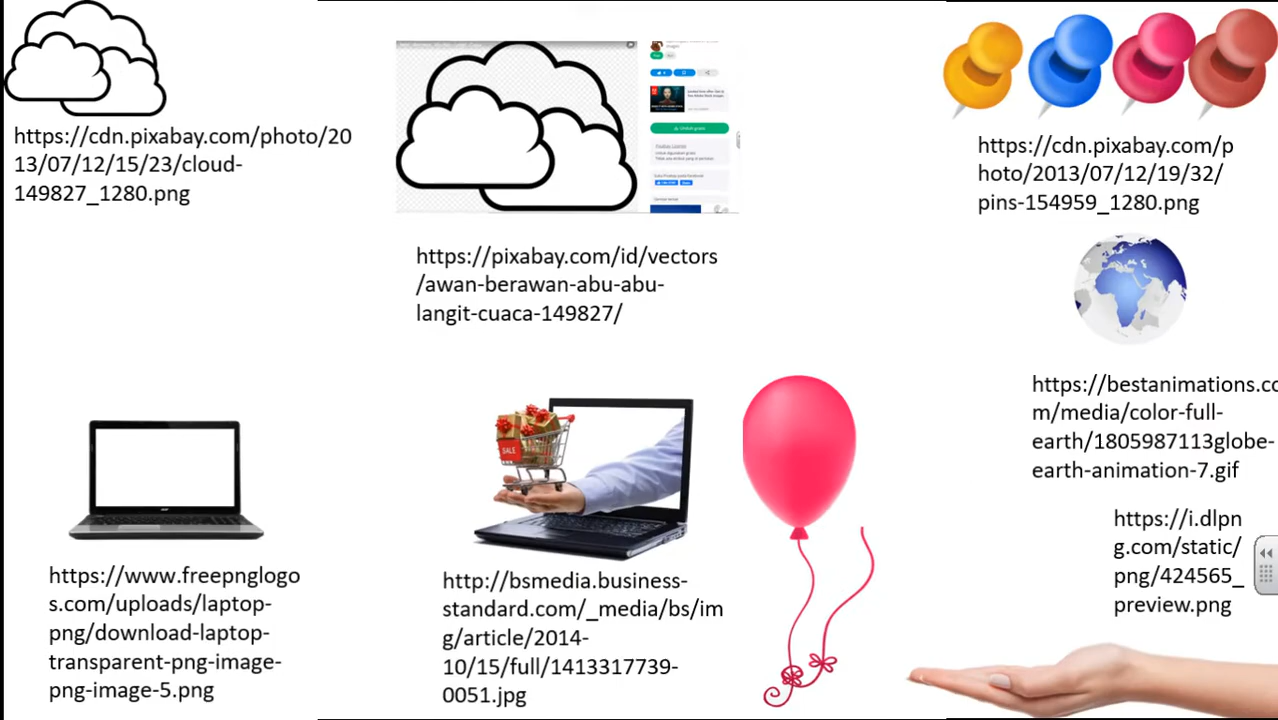 https://cdn.pixabay.com/photo/20
13/07/12/15/23/cloud-
149827_1280.png
https://pixabay.com/id/vectors
/awan-berawan-abu-abu-
langit-cuaca-149827/
https://cdn.pixabay.com/p
hoto/2013/07/12/19/32/
pins-154959_1280.png
https://bestanimations.co
m/media/color-full-
earth/1805987113globe-
earth-animation-7.gif
https://i.dlpn
g.com/static/
png/424565_
preview.png
SALE
https://www.freepnglogo
s.com/uploads/laptop-
png/download-laptop-
transparent-png-image-
png-image-5.png
http://bsmedia.business-
standard.com/_media/bs/im
g/article/2014-
10/15/full/1413317739-
0051.jpg